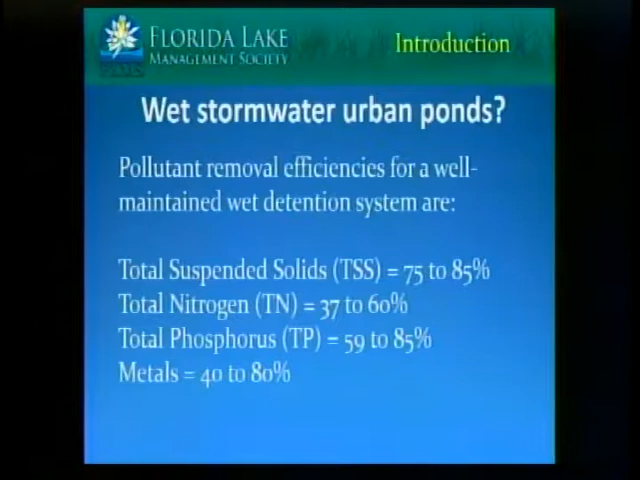 FLORIDA LAKE
MANAGEMENT SOCIETY
Introduction
Wet stormwater urban ponds?
Pollutant removal efficiencies for a well-
maintained wet detention system are:
Total Suspended Solids (TSS) = 75 to 85%
Total Nitrogen (TN) = 37 to 60%
Total Phosphorus (TP) = 59 to 85%
Metals = 40 to 80%